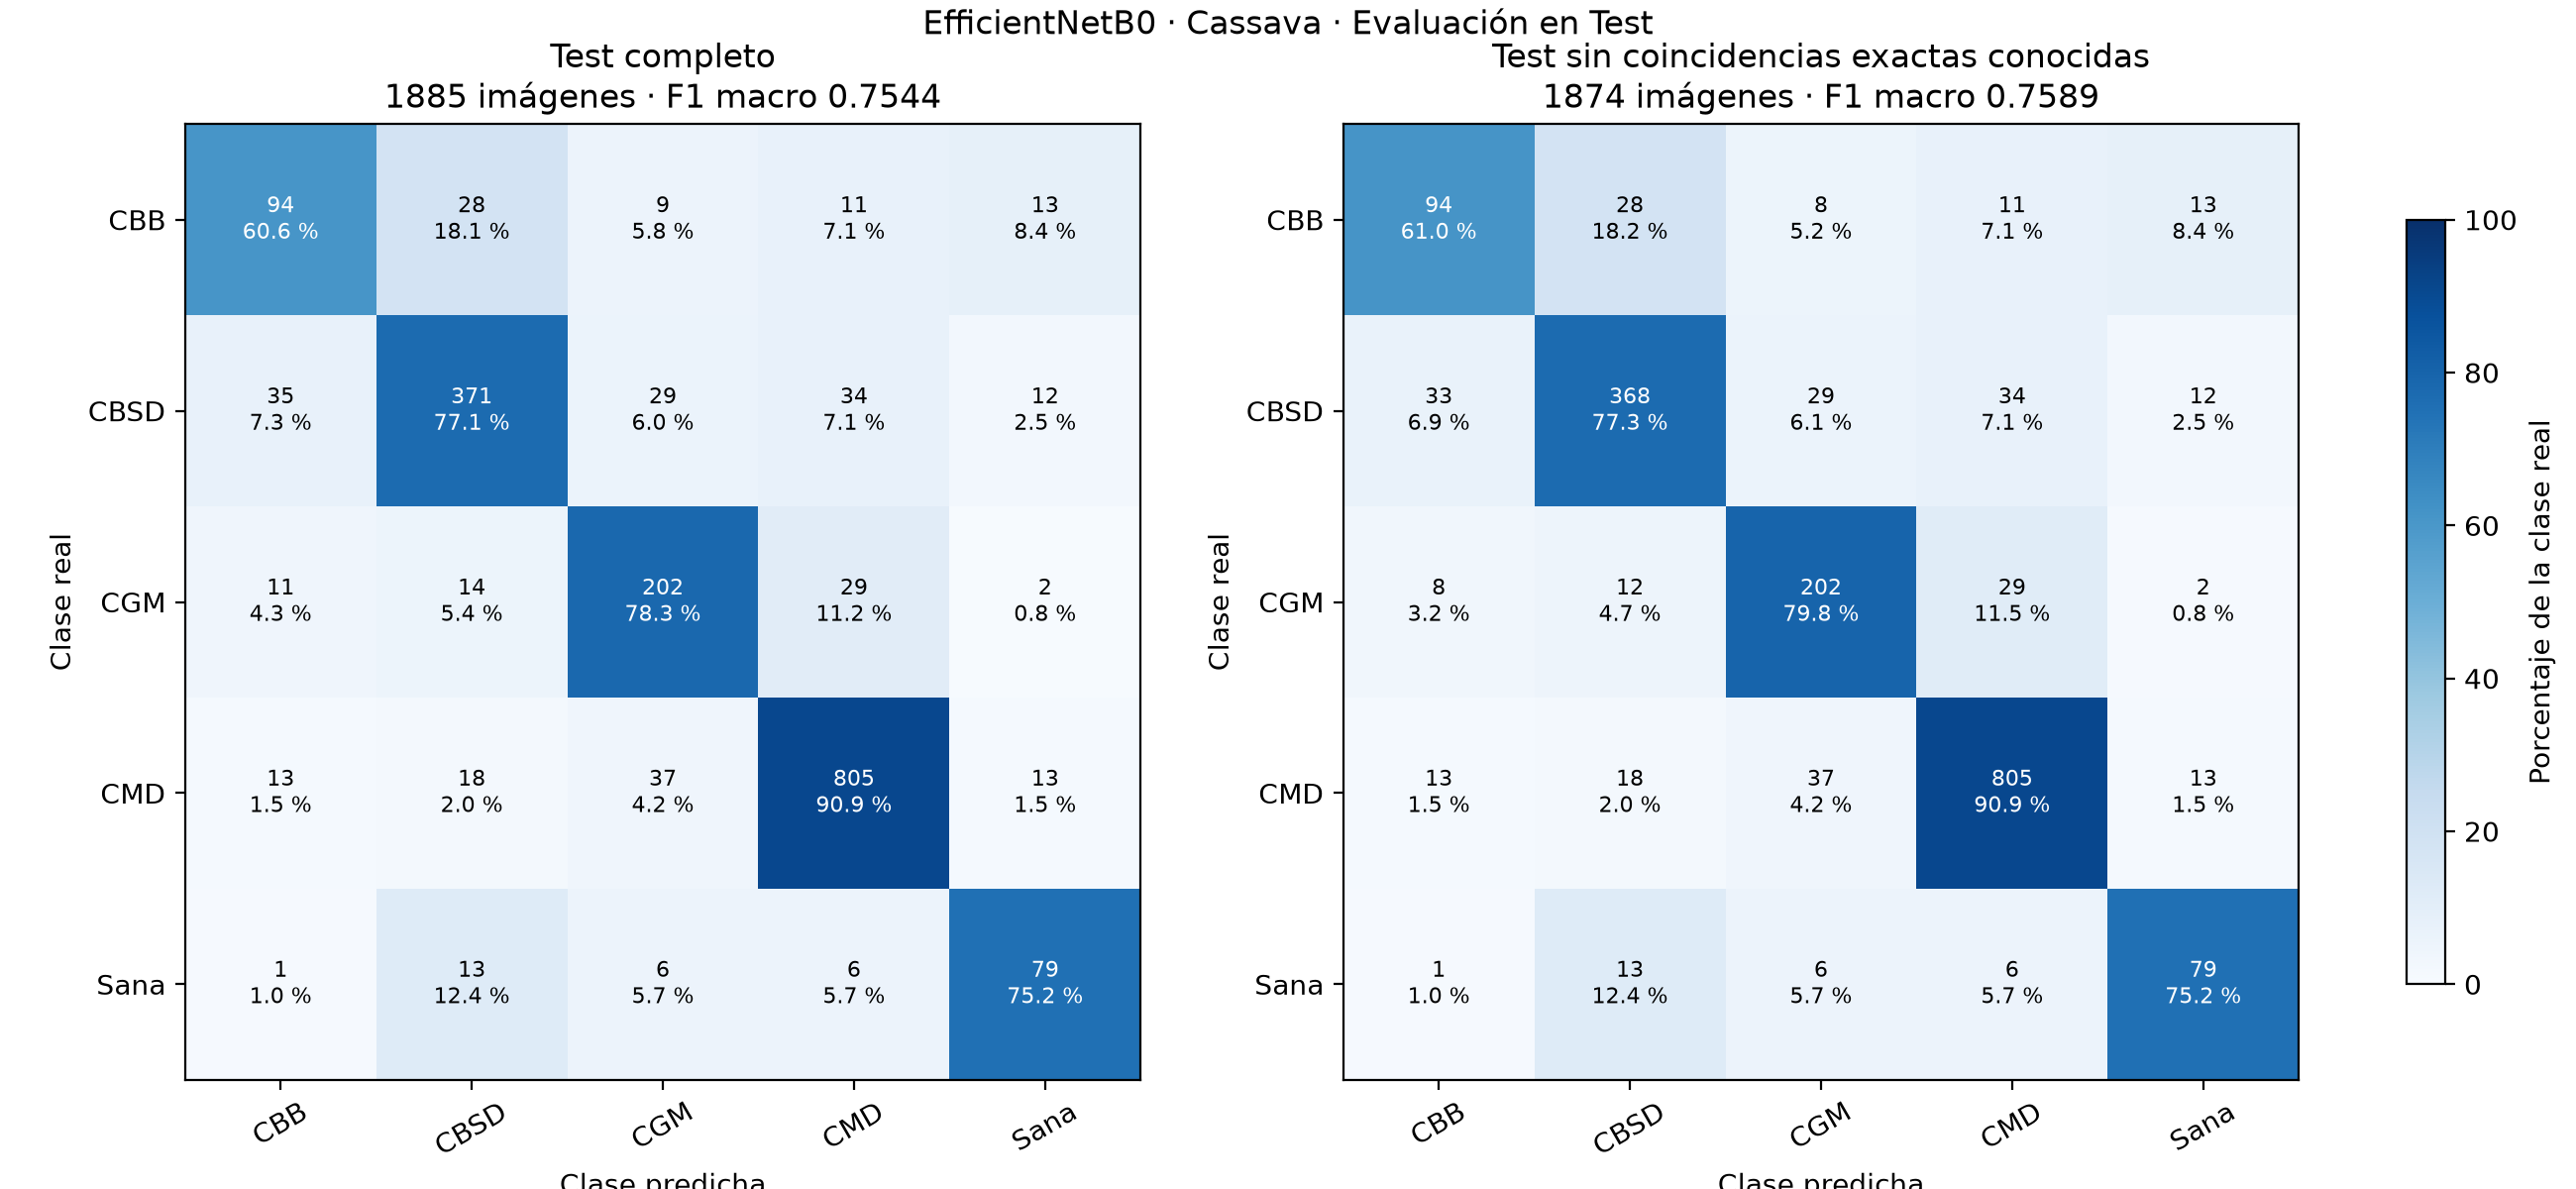 EfficientNetB0 · Cassava · Evaluación en Test
Test completo
1885 imágenes · F1 macro 0.7544
Clase real
CBB
94 28 9 11 13
60.6 % 18.1 % 5.8 % 7.1 % 8.4 %
CBSD
35 371 29 34 12
7.3 % 77.1 % 6.0 % 7.1 % 2.5 %
CGM
11 14 202 29 2
4.3 % 5.4 % 78.3 % 11.2 % 0.8 %
CMD
13 18 37 805 13
1.5 % 2.0 % 4.2 % 90.9 % 1.5 %
Sana
1 13 6 6 79
1.0 % 12.4 % 5.7 % 5.7 % 75.2 %
CBB CBSD CGM CMD Sana
Clase predicha
Test sin coincidencias exactas conocidas
1874 imágenes · F1 macro 0.7589
Clase real
CBB
94 28 8 11 13
61.0 % 18.2 % 5.2 % 7.1 % 8.4 %
CBSD
33 368 29 34 12
6.9 % 77.3 % 6.1 % 7.1 % 2.5 %
CGM
8 12 202 29 2
3.2 % 4.7 % 79.8 % 11.5 % 0.8 %
CMD
13 18 37 805 13
1.5 % 2.0 % 4.2 % 90.9 % 1.5 %
Sana
1 13 6 6 79
1.0 % 12.4 % 5.7 % 5.7 % 75.2 %
CBB CBSD CGM CMD Sana
Clase predicha
100
80
60
40
20
0
Porcentaje de la clase real